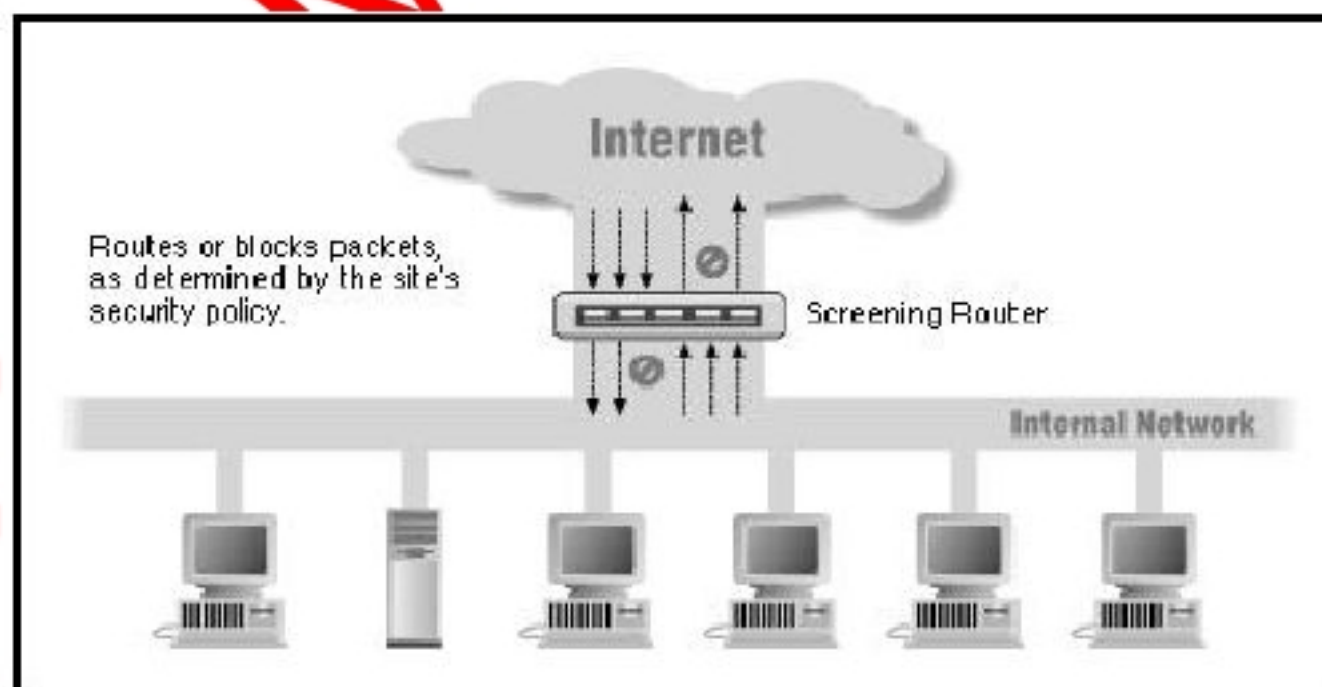 Internet
Routes or blocks packets,
as determined by the site's
security policy.
Screening Router
Internal Network